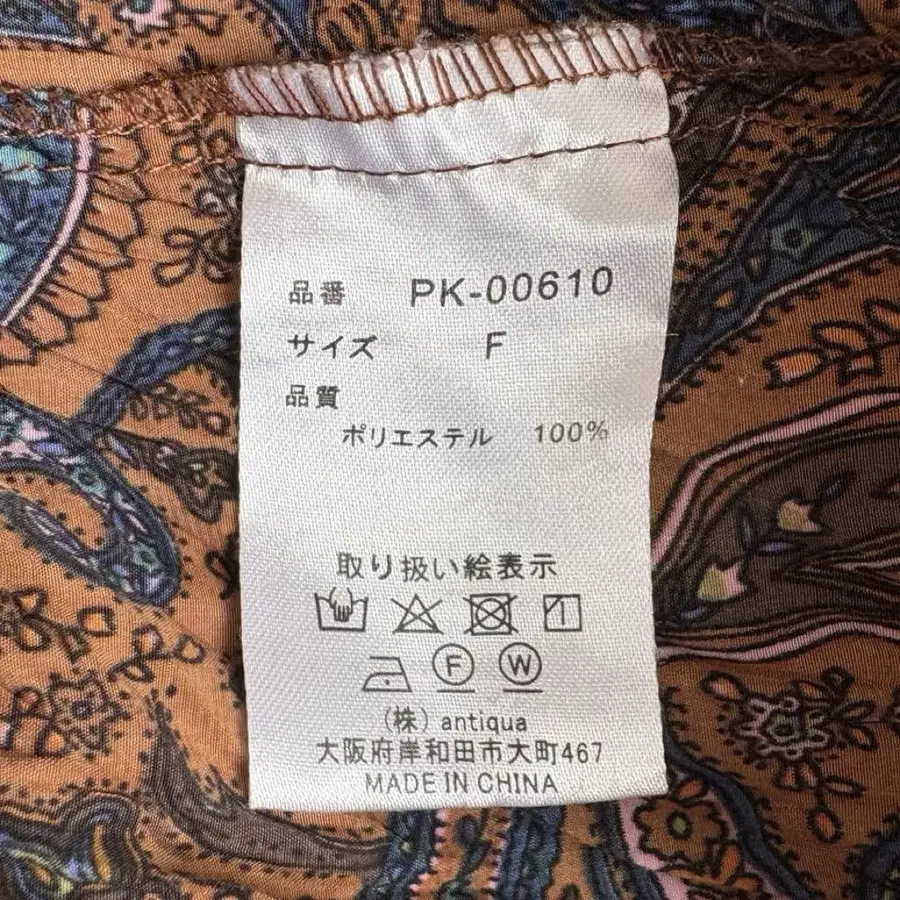 品番 PK-00610
サイズ F
品質
ポリエステル 100%
取り扱い絵表示
F W
(株) antiqua
大阪府岸和田市大町467
MADE IN CHINA